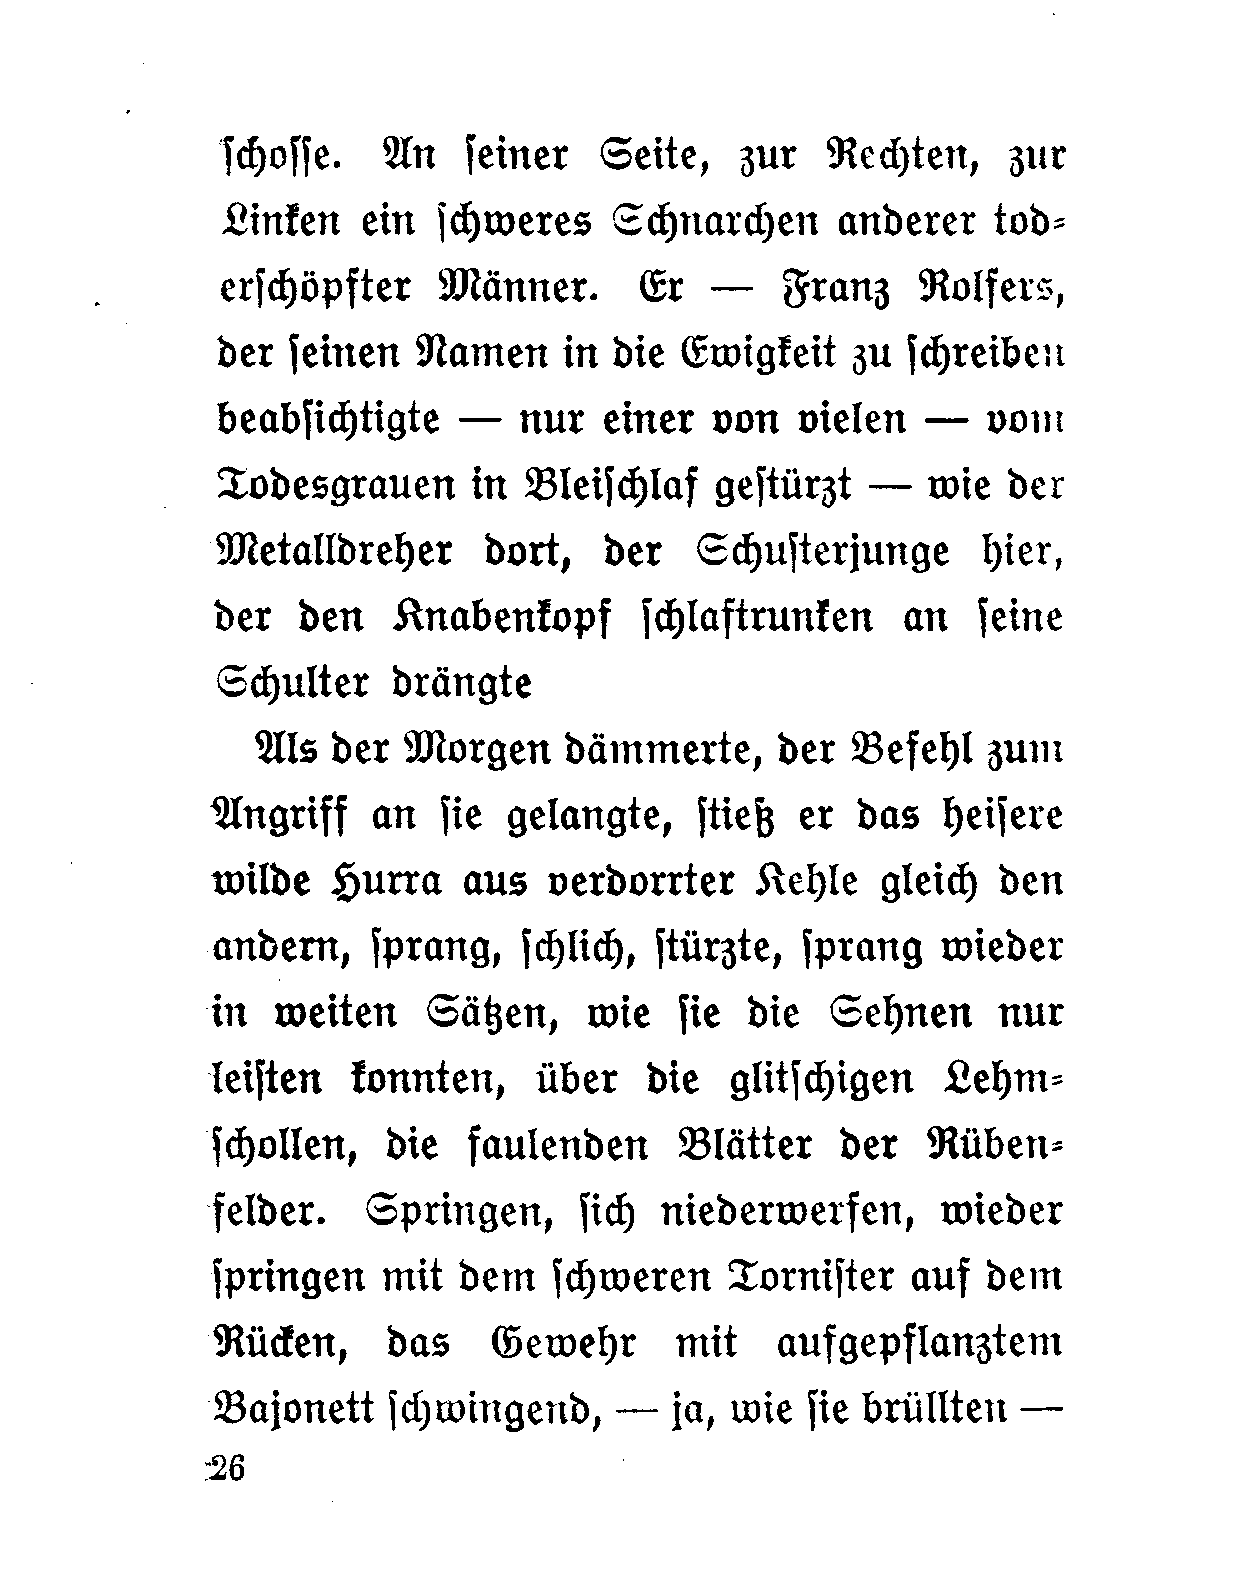 ſchoſſe. An ſeiner Seite, zur Rechten, zur
Linken ein ſchweres Schnarchen anderer tod-
erſchöpfter Männer. Er — Franz Rolfers,
der ſeinen Namen in die Ewigkeit zu ſchreiben
beabſichtigte — nur einer von vielen — vom
Todesgrauen in Bleiſchlaf geſtürzt — wie der
Metalldreher dort, der Schuſterjunge hier,
der den Knabenkopf ſchlaftrunken an ſeine
Schulter drängte
Als der Morgen dämmerte, der Befehl zum
Angriff an ſie gelangte, ſtieß er das heiſere
wilde Hurra aus verdorrter Kehle gleich den
andern, ſprang, ſchlich, ſtürzte, ſprang wieder
in weiten Sätzen, wie ſie die Sehnen nur
leiſten konnten, über die glitſchigen Lehm-
ſchollen, die faulenden Blätter der Rüben-
felder. Springen, ſich niederwerfen, wieder
ſpringen mit dem ſchweren Torniſter auf dem
Rücken, das Gewehr mit aufgepflanztem
Bajonett ſchwingend, — ja, wie ſie brüllten —
26